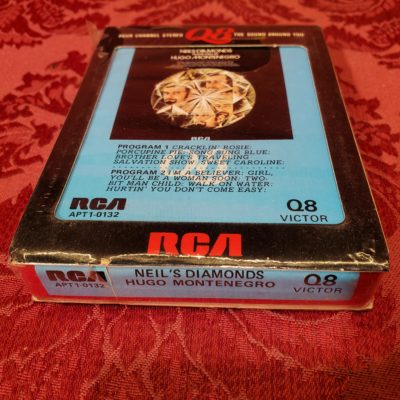 FOUR CHANNEL STEREO Q8 THE SOUND AROUND YOU
NEIL'S DIAMONDS
HUGO MONTENEGRO
RCA
PROGRAM 1 CRACKLIN' ROSIE:
PORCUPINE PIE: SONG SUNG BLUE:
BROTHER LOVE'S TRAVELING
SALVATION SHOW: SWEET CAROLINE:
PROGRAM 2 I'M A BELIEVER: GIRL,
YOU'LL BE A WOMAN SOON: TWO-
BIT MAN CHILD: WALK ON WATER:
HURTIN' YOU DON'T COME EASY:
RCA
APT1-0132
Q8
VICTOR
RCA
RCA
APT1-0132
NEIL'S DIAMONDS
HUGO MONTENEGRO
Q8
VICTOR